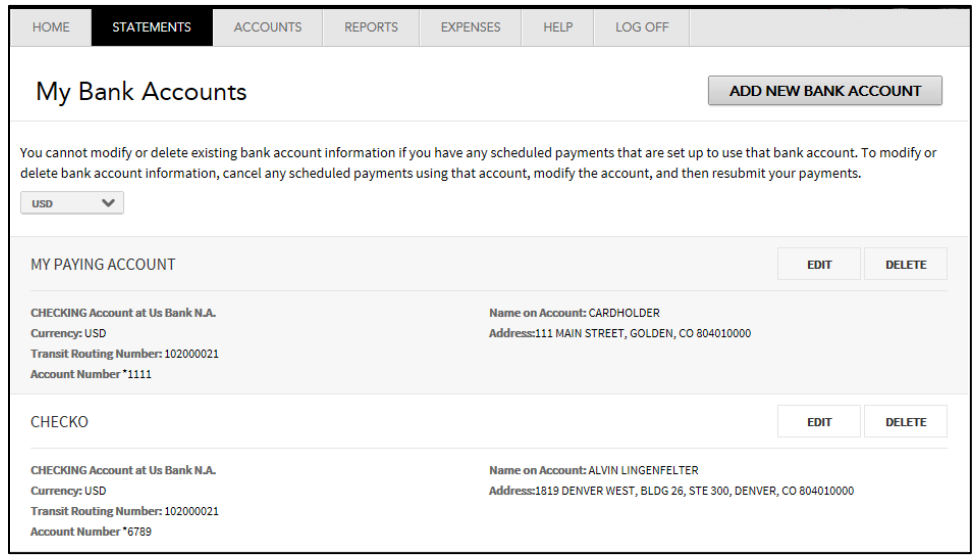 HOME STATEMENTS ACCOUNTS REPORTS EXPENSES HELP LOG OFF
My Bank Accounts
ADD NEW BANK ACCOUNT
You cannot modify or delete existing bank account information if you have any scheduled payments that are set up to use that bank account. To modify or
delete bank account information, cancel any scheduled payments using that account, modify the account, and then resubmit your payments.
USD
MY PAYING ACCOUNT
EDIT DELETE
CHECKING Account at Us Bank N.A.
Currency: USD
Transit Routing Number: 102000021
Account Number *1111
Name on Account: CARDHOLDER
Address:111 MAIN STREET, GOLDEN, CO 804010000
CHECKO
EDIT DELETE
CHECKING Account at Us Bank N.A.
Currency: USD
Transit Routing Number: 102000021
Account Number *6789
Name on Account: ALVIN LINGENFELTER
Address:1819 DENVER WEST, BLDG 26, STE 300, DENVER, CO 804010000